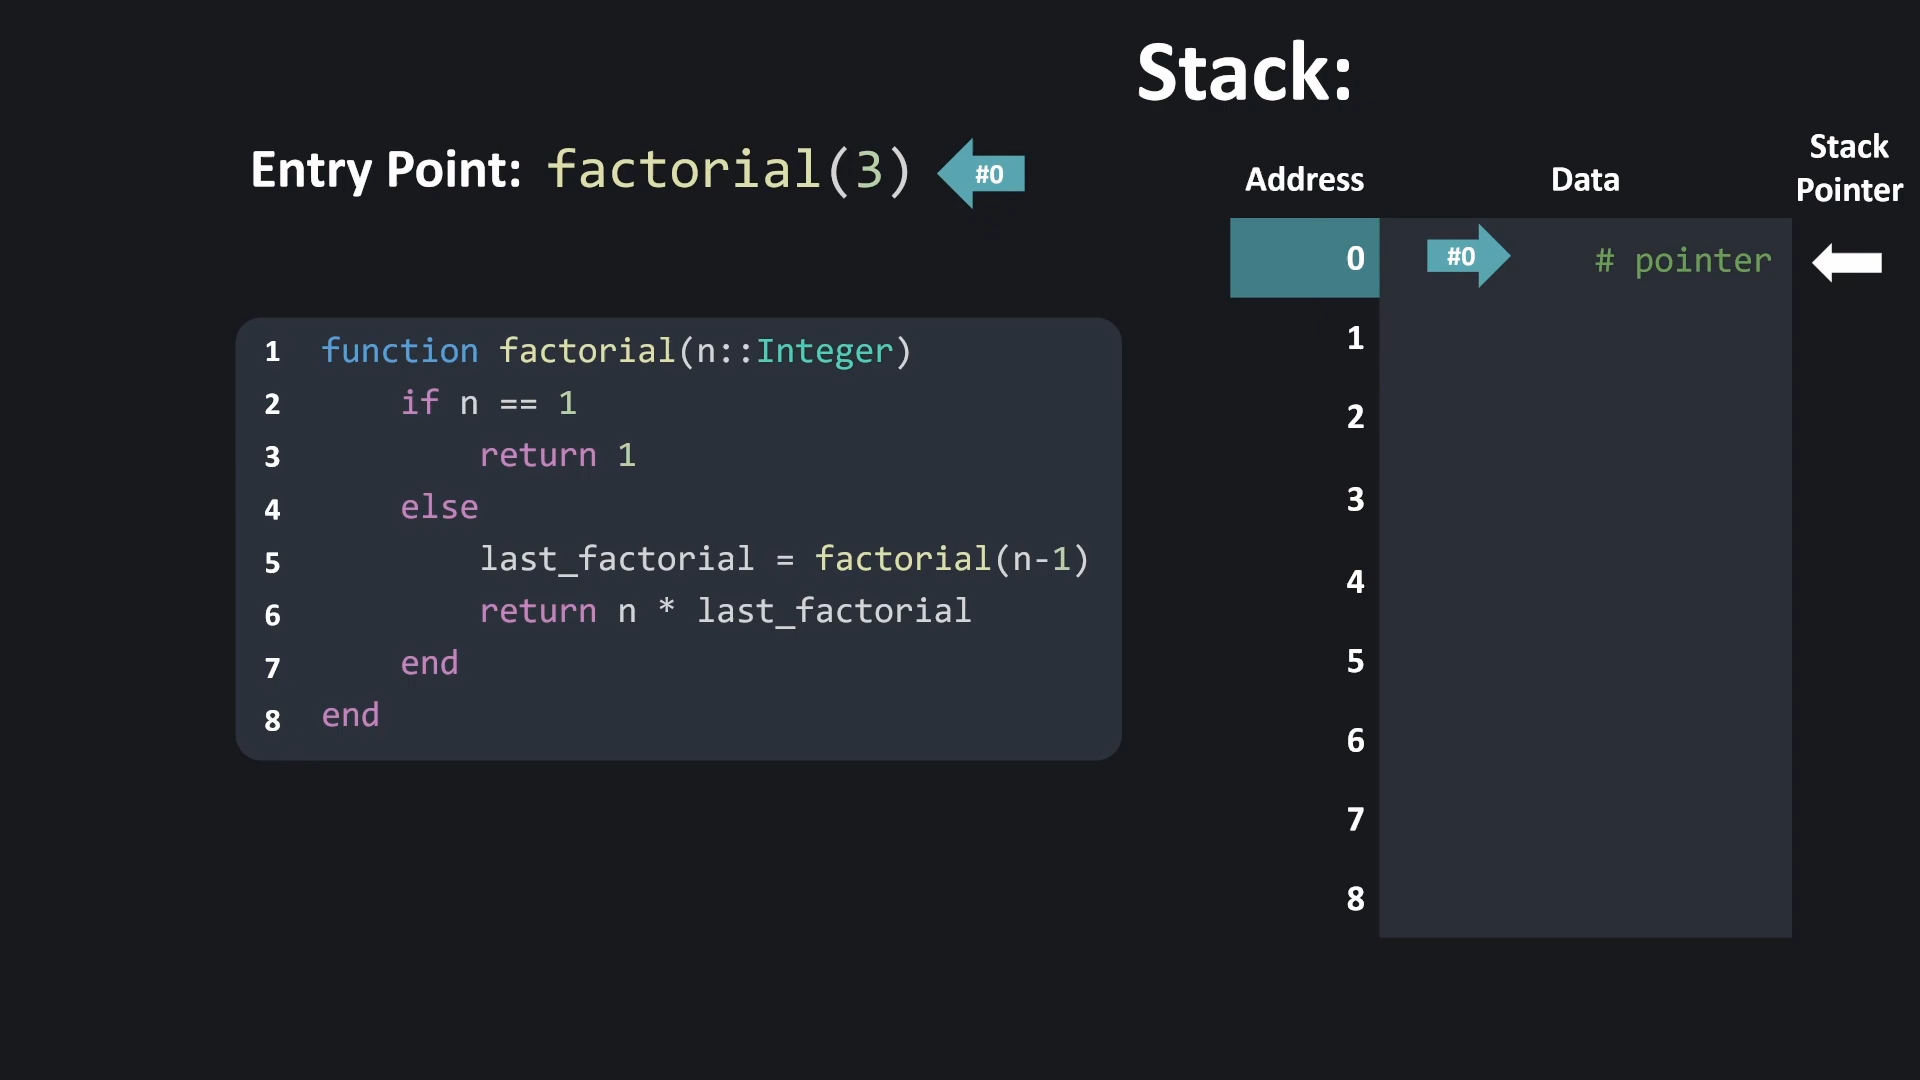 Stack:
Entry Point: factorial(3) #0
Address Data Stack Pointer
0 #0 # pointer
1
2
3
4
5
6
7
8
1 function factorial(n::Integer)
2 if n == 1
3 return 1
4 else
5 last_factorial = factorial(n-1)
6 return n * last_factorial
7 end
8 end